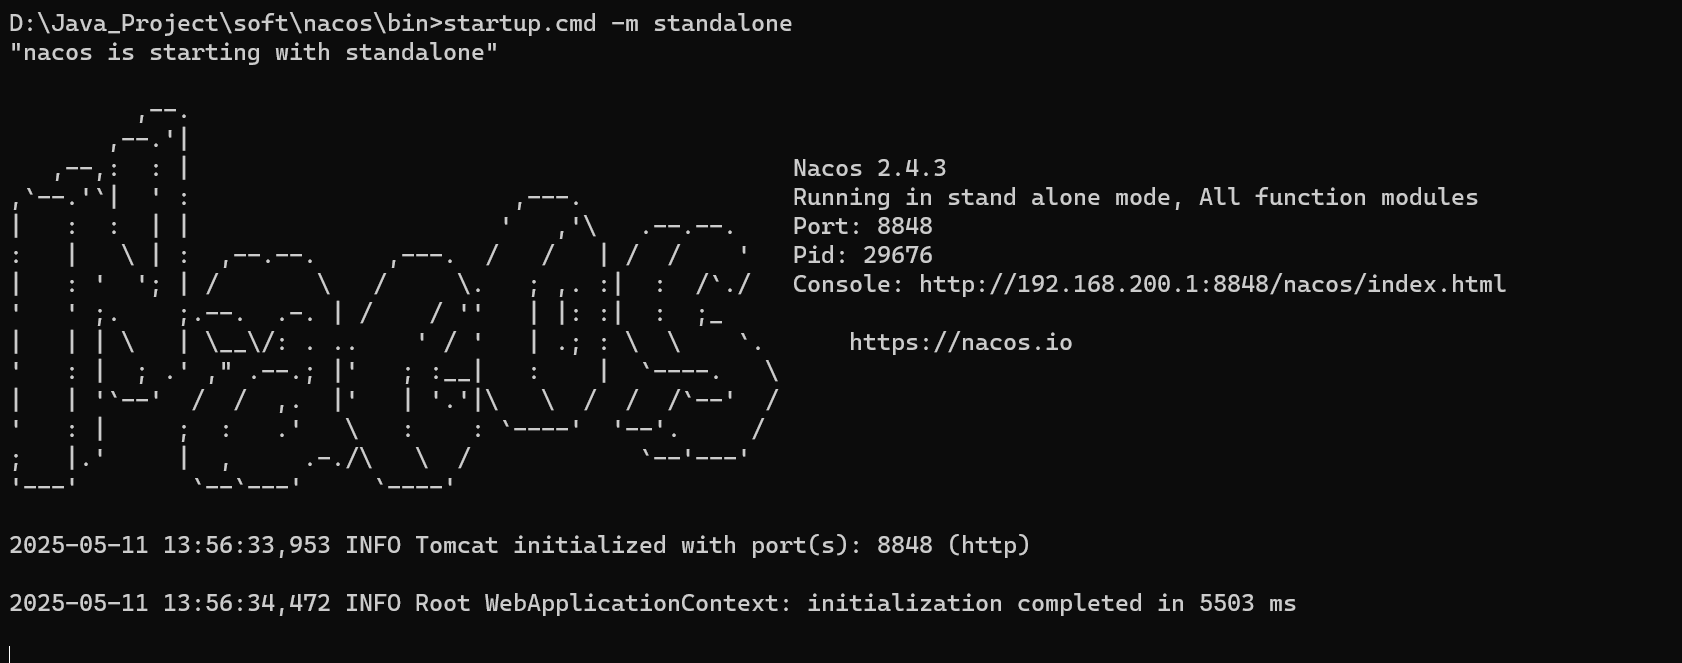 D:\Java_Project\soft\nacos\bin>startup.cmd -m standalone
"nacos is starting with standalone"
Nacos 2.4.3
Running in stand alone mode, All function modules
Port: 8848
Pid: 29676
Console: http://192.168.200.1:8848/nacos/index.html
https://nacos.io
2025-05-11 13:56:33,953 INFO Tomcat initialized with port(s): 8848 (http)
2025-05-11 13:56:34,472 INFO Root WebApplicationContext: initialization completed in 5503 ms